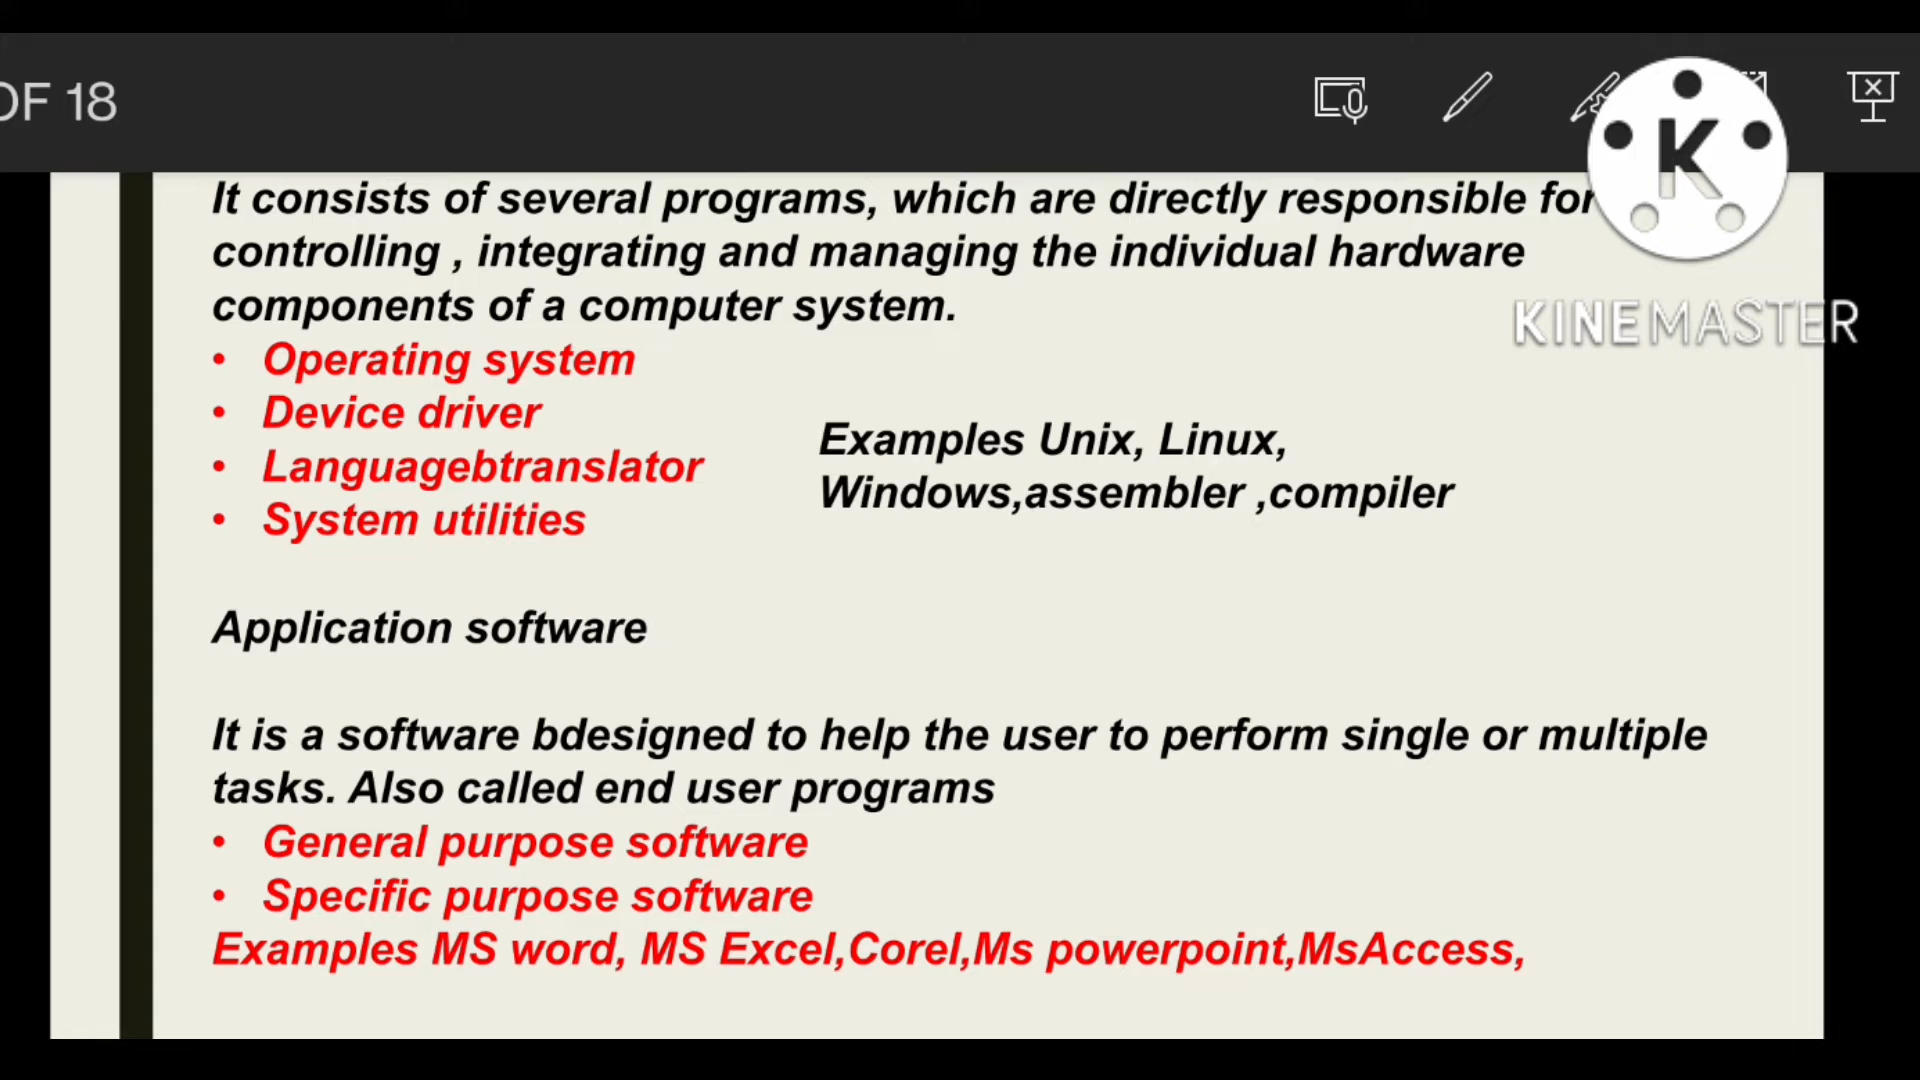 OF 18
K
KINEMASTER
It consists of several programs, which are directly responsible for
controlling , integrating and managing the individual hardware
components of a computer system.
• Operating system
• Device driver
• Languagebtranslator
• System utilities
Examples Unix, Linux,
Windows,assembler ,compiler
Application software
It is a software bdesigned to help the user to perform single or multiple
tasks. Also called end user programs
• General purpose software
• Specific purpose software
Examples MS word, MS Excel,Corel,Ms powerpoint,MsAccess,